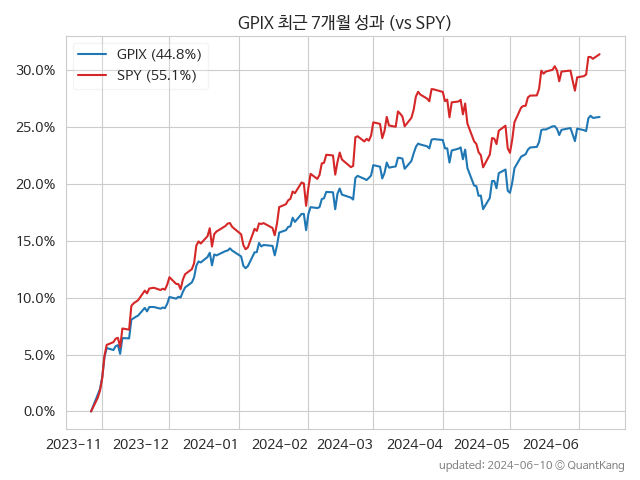 GPIX 최근 7개월 성과 (vs SPY)
GPIX (44.8%)
SPY (55.1%)
30.0%
25.0%
20.0%
15.0%
10.0%
5.0%
0.0%
2023-11 2023-12 2024-01 2024-02 2024-03 2024-04 2024-05 2024-06
updated: 2024-06-10 © QuantKang